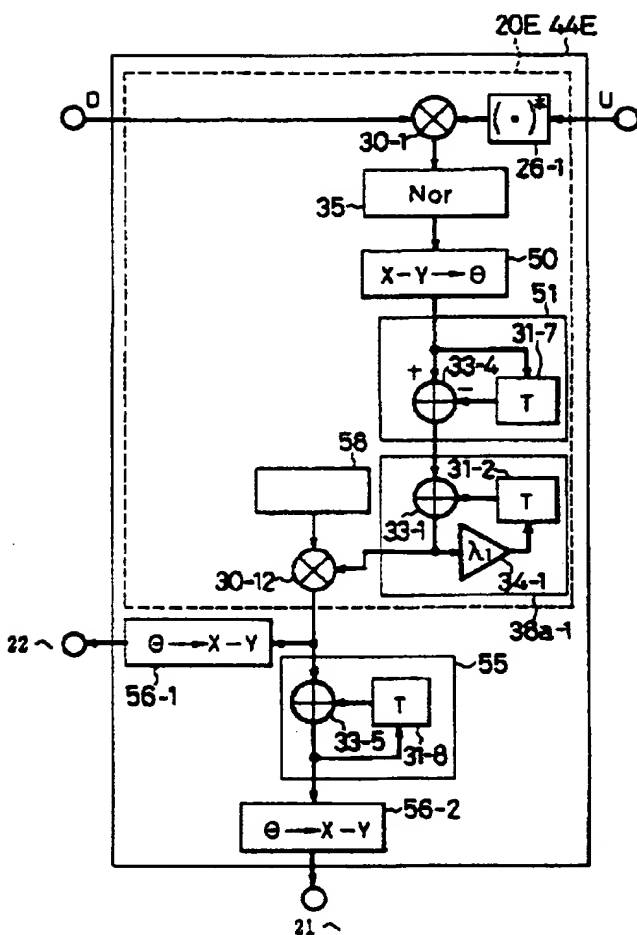 20E 44E
D
U
(•)*
30-1
26-1
Nor
35
X-Y→Θ
50
51
31-7
+
33-4
−
T
58
31-2
T
33-1
λ1
34-1
30-12
38a-1
22
Θ→X-Y
56-1
55
T
33-5
31-8
56-2
Θ→X-Y
21